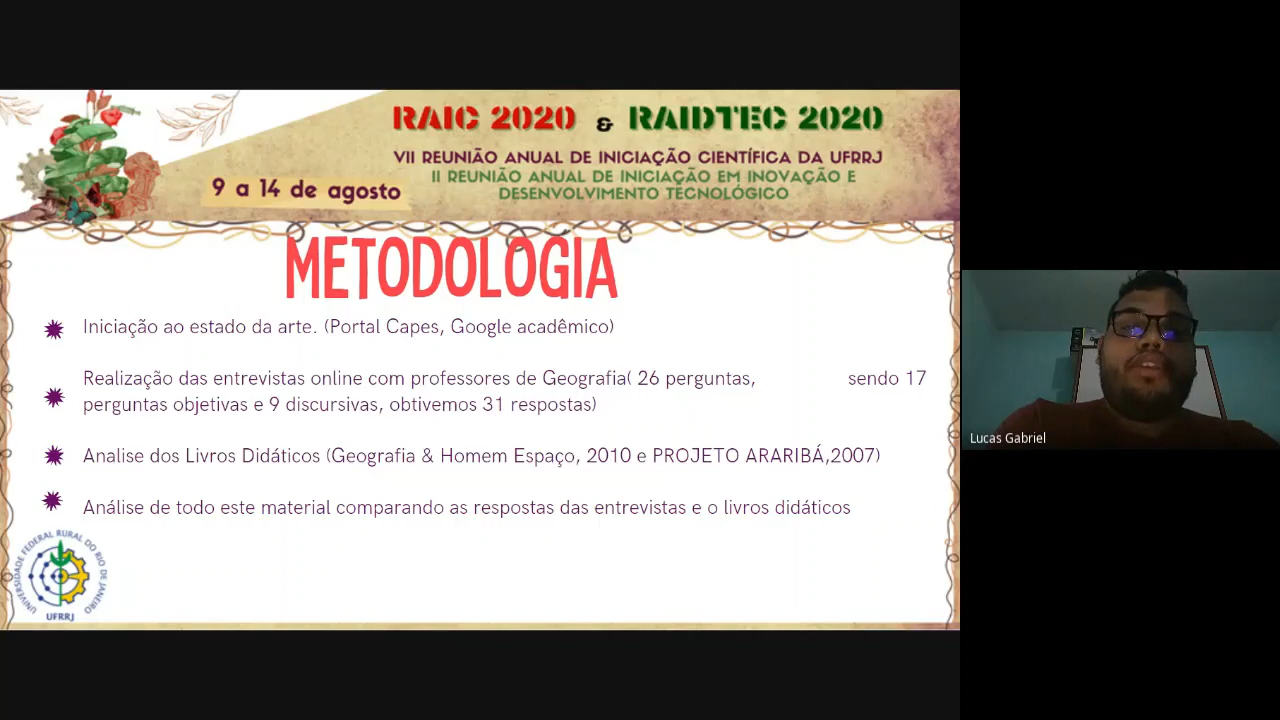 RAIC 2020 & RAIDTEC 2020
VII REUNIÃO ANUAL DE INICIAÇÃO CIENTÍFICA DA UFRRJ
II REUNIÃO ANUAL DE INICIAÇÃO EM INOVAÇÃO E
DESENVOLVIMENTO TECNOLÓGICO
9 a 14 de agosto
METODOLOGIA
Iniciação ao estado da arte. (Portal Capes, Google acadêmico)
Realização das entrevistas online com professores de Geografia( 26 perguntas, sendo 17
perguntas objetivas e 9 discursivas, obtivemos 31 respostas)
Analise dos Livros Didáticos (Geografia & Homem Espaço, 2010 e PROJETO ARARIBÁ,2007)
Análise de todo este material comparando as respostas das entrevistas e o livros didáticos
UNIVERSIDADE FEDERAL RURAL DO RIO DE JANEIRO
UFRRJ
Lucas Gabriel